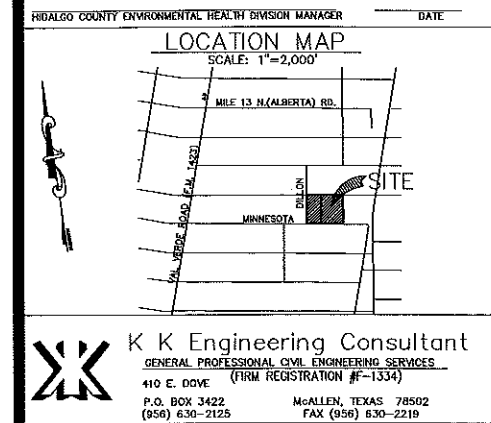 HIDALGO COUNTY ENVIRONMENTAL HEALTH DIVISION MANAGER DATE
LOCATION MAP
SCALE: 1"=2,000'
MILE 13 N.(ALBERTA) RD.
VAL VERDE ROAD (F.M. 1423)
DILLON
SITE
MINNESOTA
K K Engineering Consultant
GENERAL PROFESSIONAL CIVIL ENGINEERING SERVICES
410 E. DOVE (FIRM REGISTRATION #F-1334)
P.O. BOX 3422 McALLEN, TEXAS 78502
(956) 630-2125 FAX (956) 630-2219